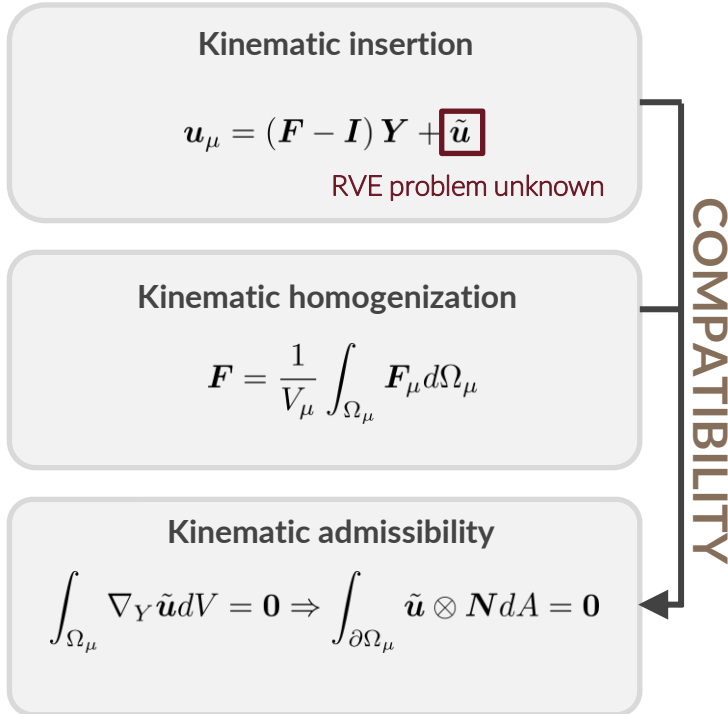 Kinematic insertion
𝒖_μ = (𝑭 − 𝑰) 𝒀 + 𝒖̃
RVE problem unknown
Kinematic homogenization
𝑭 = \frac{1}{V_μ} ∫_{Ω_μ} 𝑭_μ dΩ_μ
Kinematic admissibility
∫_{Ω_μ} ∇_Y 𝒖̃ dV = 𝟎 ⇒ ∫_{∂Ω_μ} 𝒖̃ ⊗ 𝑵 dA = 𝟎
COMPATIBILITY